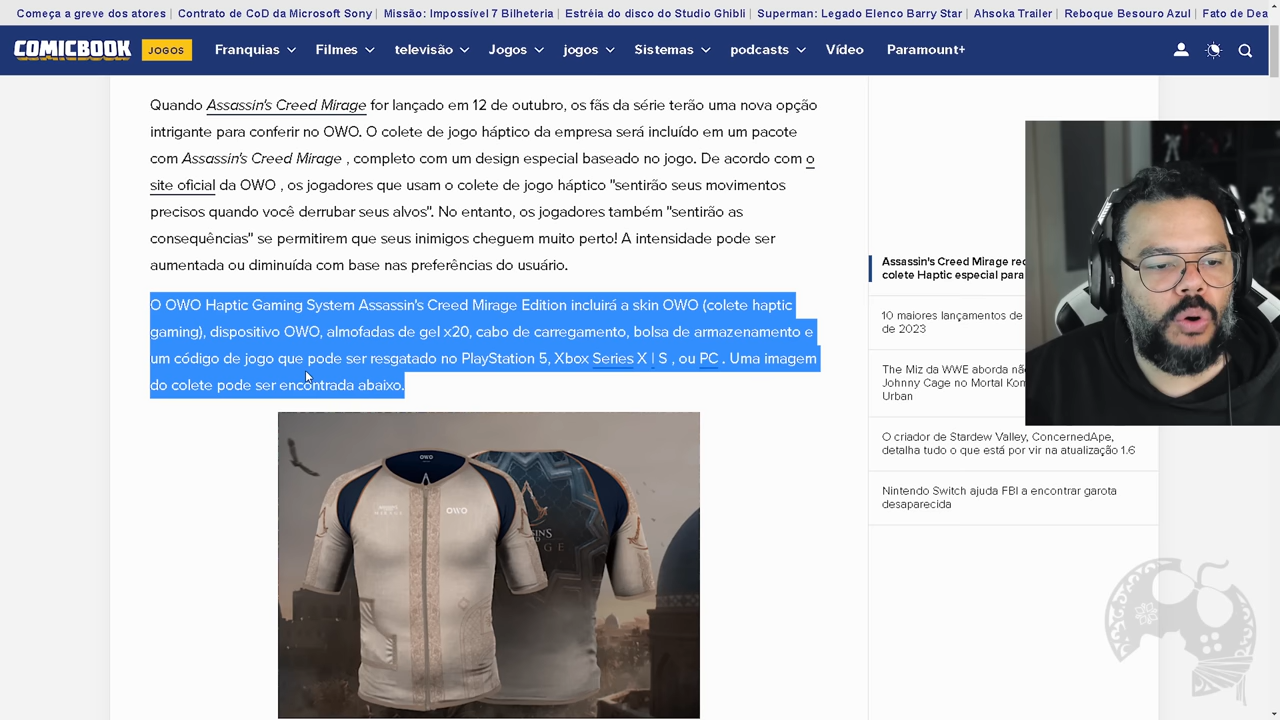 Começa a greve dos atores | Contrato de CoD da Microsoft Sony | Missão: Impossível 7 Bilheteria | Estréia do disco do Studio Ghibli | Superman: Legado Elenco Barry Star | Ahsoka Trailer | Reboque Besouro Azul | Fato de Dea
COMICBOOK JOGOS Franquias Filmes televisão Jogos jogos Sistemas podcasts Vídeo Paramount+
Quando Assassin's Creed Mirage for lançado em 12 de outubro, os fãs da série terão uma nova opção
intrigante para conferir no OWO. O colete de jogo háptico da empresa será incluído em um pacote
com Assassin's Creed Mirage , completo com um design especial baseado no jogo. De acordo com o
site oficial da OWO , os jogadores que usam o colete de jogo háptico "sentirão seus movimentos
precisos quando você derrubar seus alvos". No entanto, os jogadores também "sentirão as
consequências" se permitirem que seus inimigos cheguem muito perto! A intensidade pode ser
aumentada ou diminuída com base nas preferências do usuário.
O OWO Haptic Gaming System Assassin's Creed Mirage Edition incluirá a skin OWO (colete haptic
gaming), dispositivo OWO, almofadas de gel x20, cabo de carregamento, bolsa de armazenamento e
um código de jogo que pode ser resgatado no PlayStation 5, Xbox Series X | S , ou PC . Uma imagem
do colete pode ser encontrada abaixo.
OWO
OWO
Assassin's Creed Mirage rec
colete Haptic especial para
10 maiores lançamentos de
de 2023
The Miz da WWE aborda nã
Johnny Cage no Mortal Kom
Urban
O criador de Stardew Valley, ConcernedApe,
detalha tudo o que está por vir na atualização 1.6
Nintendo Switch ajuda FBI a encontrar garota
desaparecida